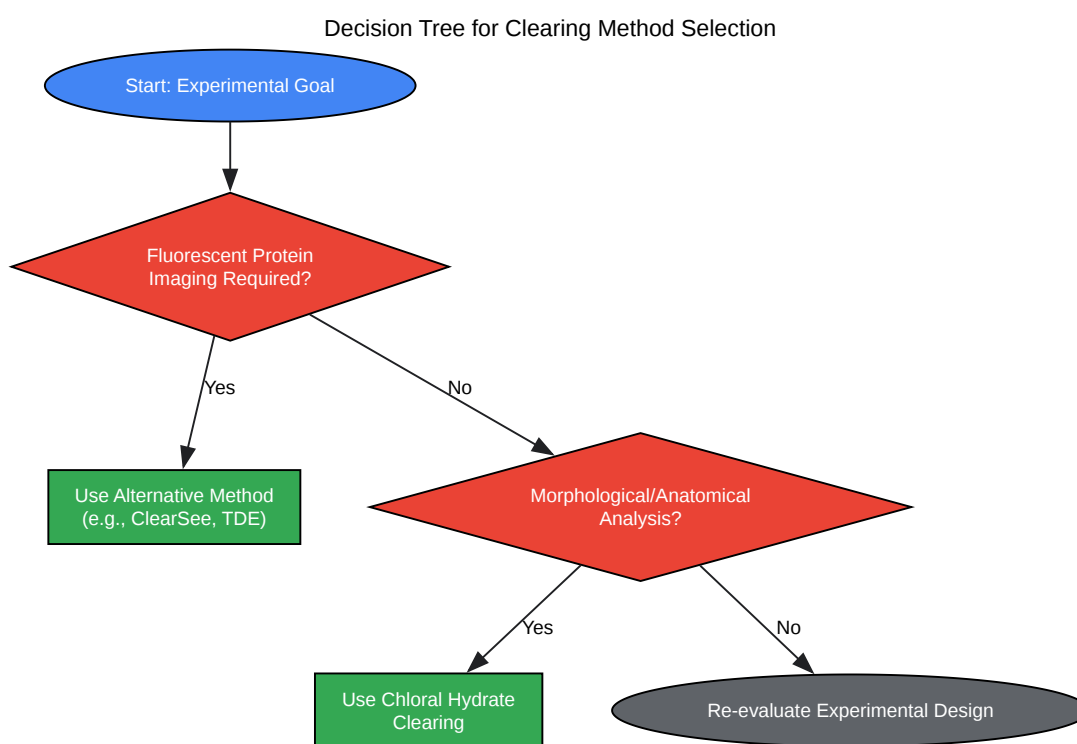 Decision Tree for Clearing Method Selection
Start: Experimental Goal
Fluorescent Protein
Imaging Required?
Yes
No
Use Alternative Method
(e.g., ClearSee, TDE)
Morphological/Anatomical
Analysis?
Yes
No
Use Chloral Hydrate
Clearing
Re-evaluate Experimental Design